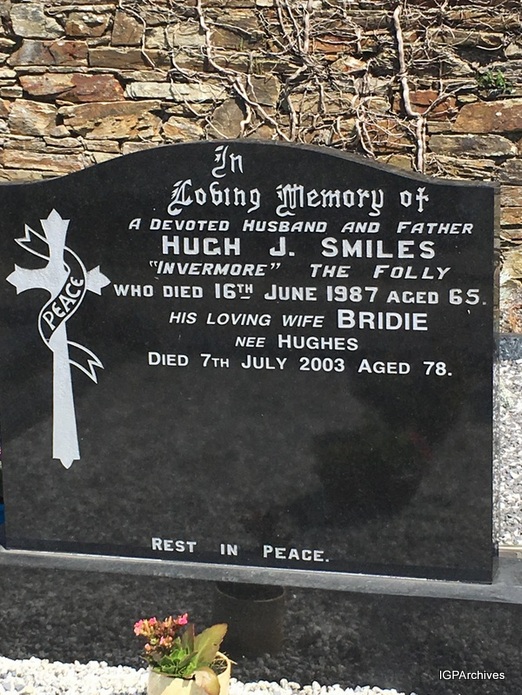 In
Loving Memory of
A DEVOTED HUSBAND AND FATHER
HUGH J. SMILES
"INVERMORE" THE FOLLY
WHO DIED 16TH JUNE 1987 AGED 65.
HIS LOVING WIFE BRIDIE
NEE HUGHES
DIED 7TH JULY 2003 AGED 78.
PEACE
REST IN PEACE.
IGPArchives